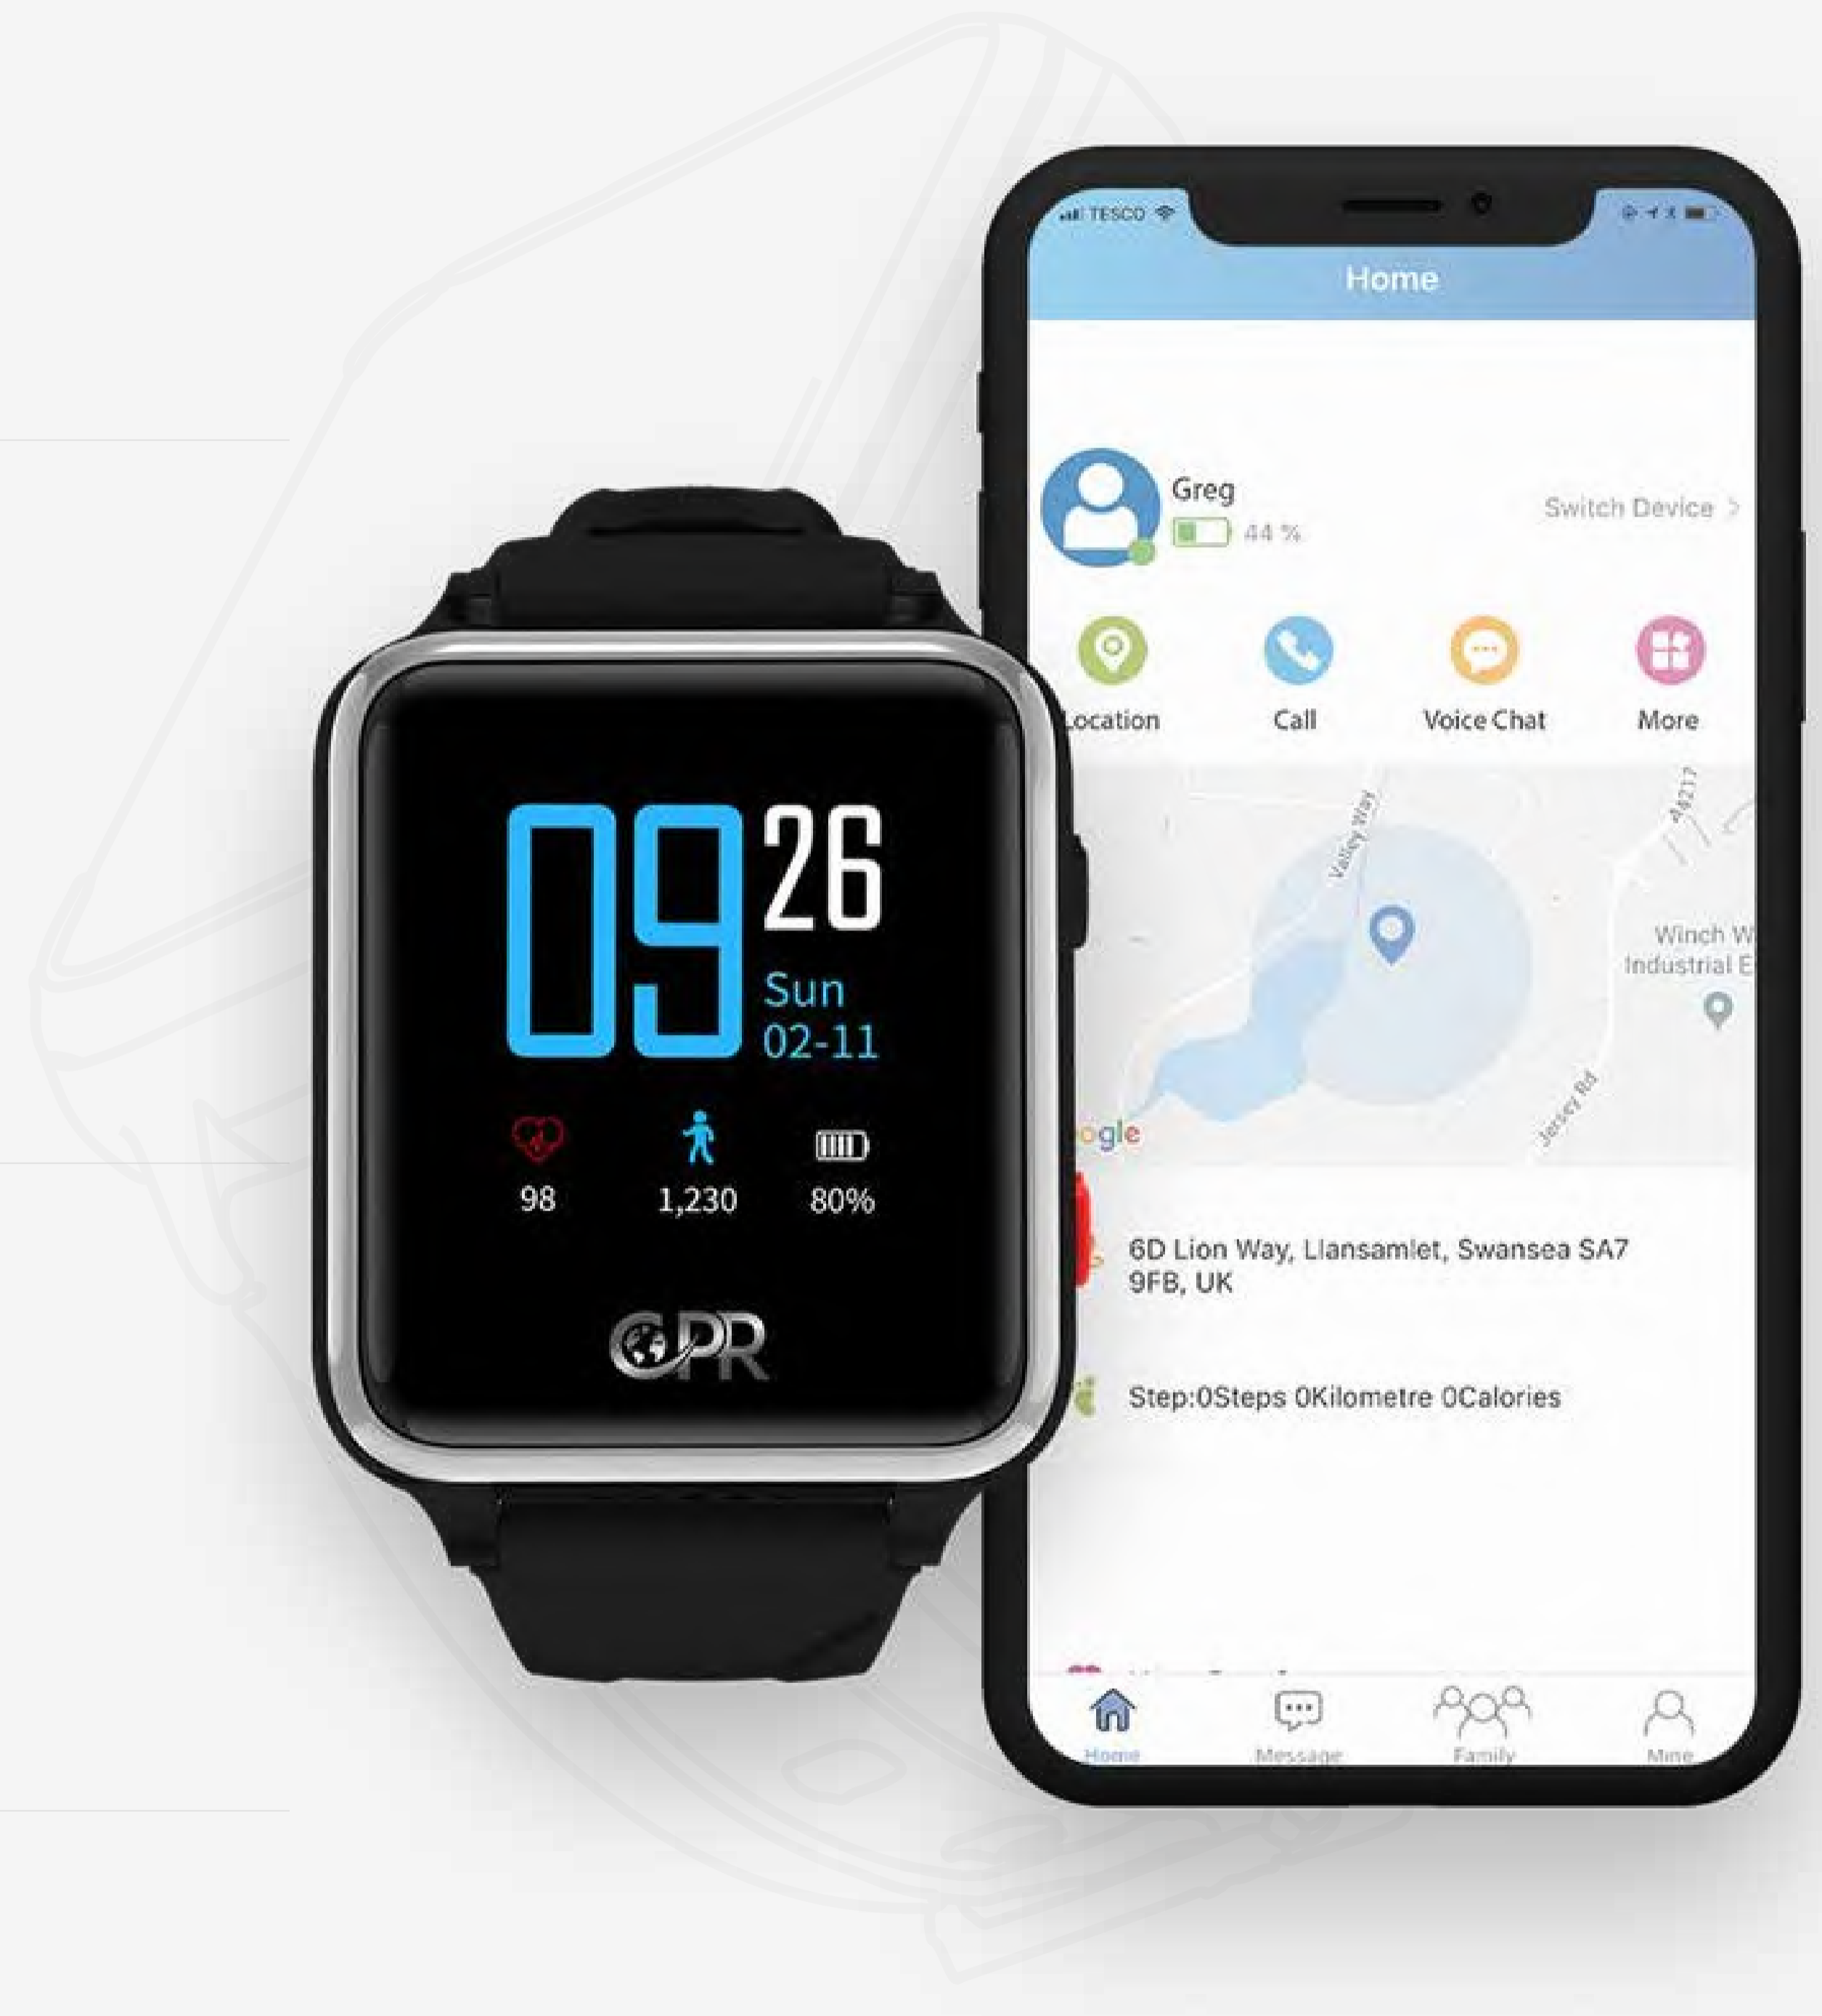 TESCO
Home
Greg
44 %
Switch Device
Location
Call
Voice Chat
More
Valley Way
A4217
Winch W
Industrial E
Jersey Rd
ogle
6D Lion Way, Llansamlet, Swansea SA7
9FB, UK
Step:0Steps 0Kilometre 0Calories
Home
Message
Family
Mine
09
26
Sun
02-11
98
1,230
80%
CPR